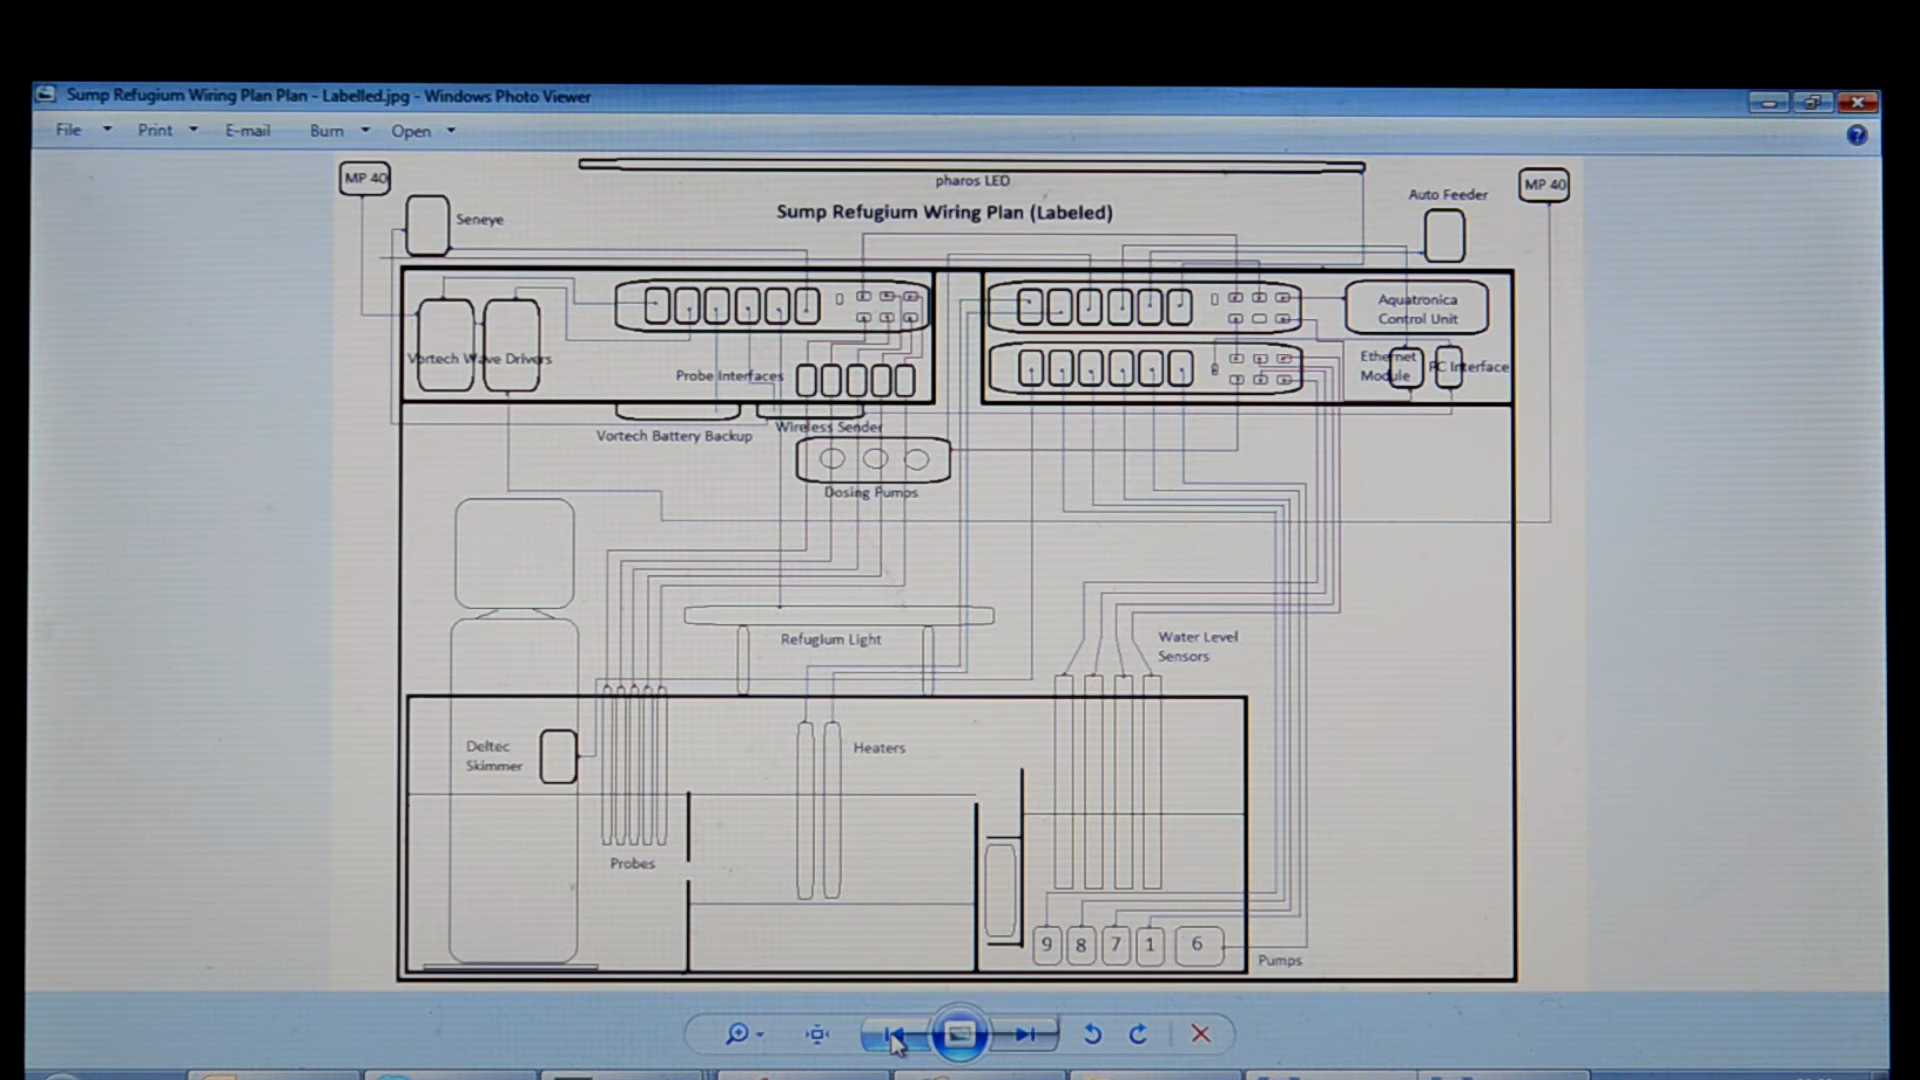 Sump Refugium Wiring Plan Plan - Labelled.jpg - Windows Photo Viewer
File Print E-mail Burn Open
MP 40
pharos LED
Auto Feeder
MP 40
Seneye
Sump Refugium Wiring Plan (Labeled)
Aquatronica
Control Unit
Vortech Wave Drivers
Probe Interfaces
Ethernet
Module
PC Interface
Vortech Battery Backup
Wireless Sender
Dosing Pumps
Refugium Light
Water Level
Sensors
Deltec
Skimmer
Heaters
Probes
9 8 7 1 6
Pumps